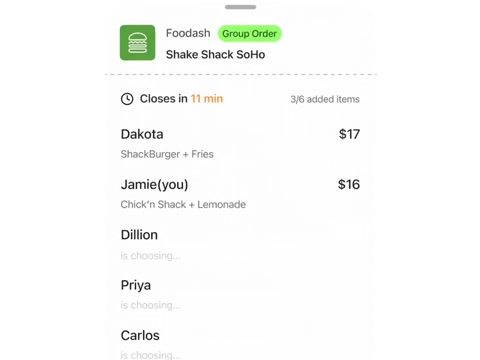 Foodash Group Order
Shake Shack SoHo
Closes in 11 min 3/6 added items
Dakota $17
ShackBurger + Fries
Jamie(you) $16
Chick'n Shack + Lemonade
Dillion
is choosing...
Priya
is choosing...
Carlos
is choosing...